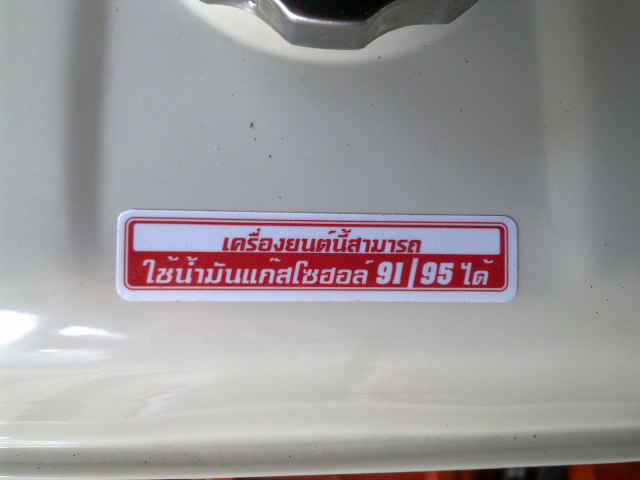 เครื่องยนต์นี้สามารถ
ใช้น้ำมันแก๊สโซฮอล์ 91/95 ได้